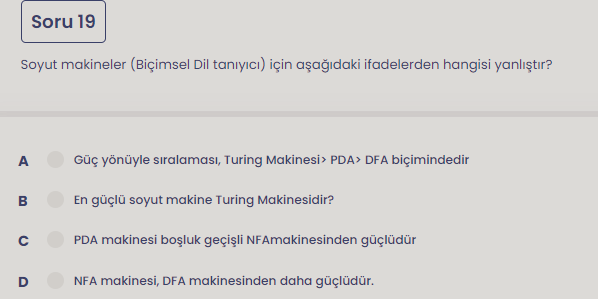 Soru 19
Soyut makineler (Biçimsel Dil tanıyıcı) için aşağıdaki ifadelerden hangisi yanlıştır?
A Güç yönüyle sıralaması, Turing Makinesi> PDA> DFA biçimindedir
B En güçlü soyut makine Turing Makinesidir?
C PDA makinesi boşluk geçişli NFAmakinesinden güçlüdür
D NFA makinesi, DFA makinesinden daha güçlüdür.